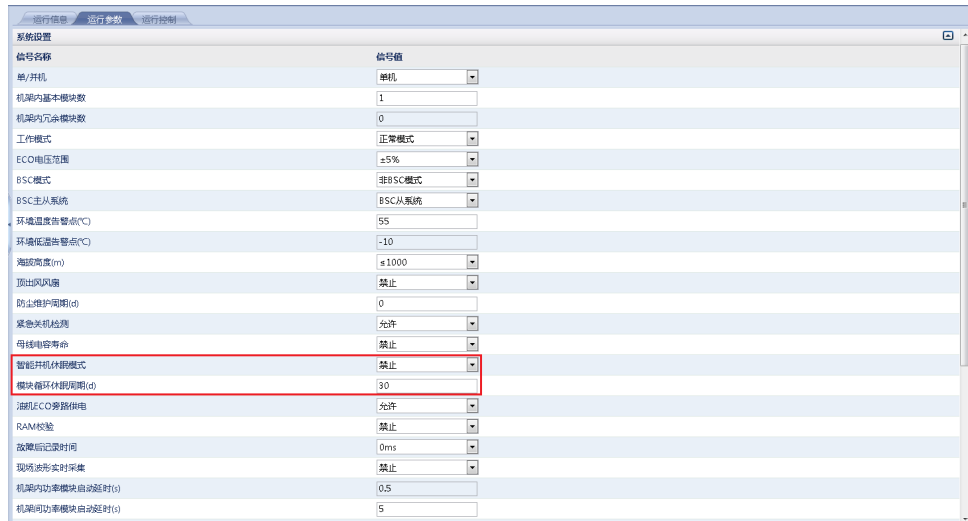 运行信息 运行参数 运行控制
系统设置
信号名称 信号值
单/并机 单机
机架内基本模块数 1
机架内冗余模块数 0
工作模式 正常模式
ECO电压范围 ±5%
BSC模式 非BSC模式
BSC主从系统 BSC从系统
环境温度告警点(℃) 55
环境低温告警点(℃) -10
海拔高度(m) ≤1000
顶出风风扇 禁止
防尘维护周期(d) 0
紧急关机检测 允许
母线电容寿命 禁止
智能并机休眠模式 禁止
模块循环休眠周期(d) 30
油机ECO旁路供电 允许
RAM校验 禁止
故障后记录时间 0ms
现场波形实时采集 禁止
机架内功率模块启动延时(s) 0.5
机架间功率模块启动延时(s) 5